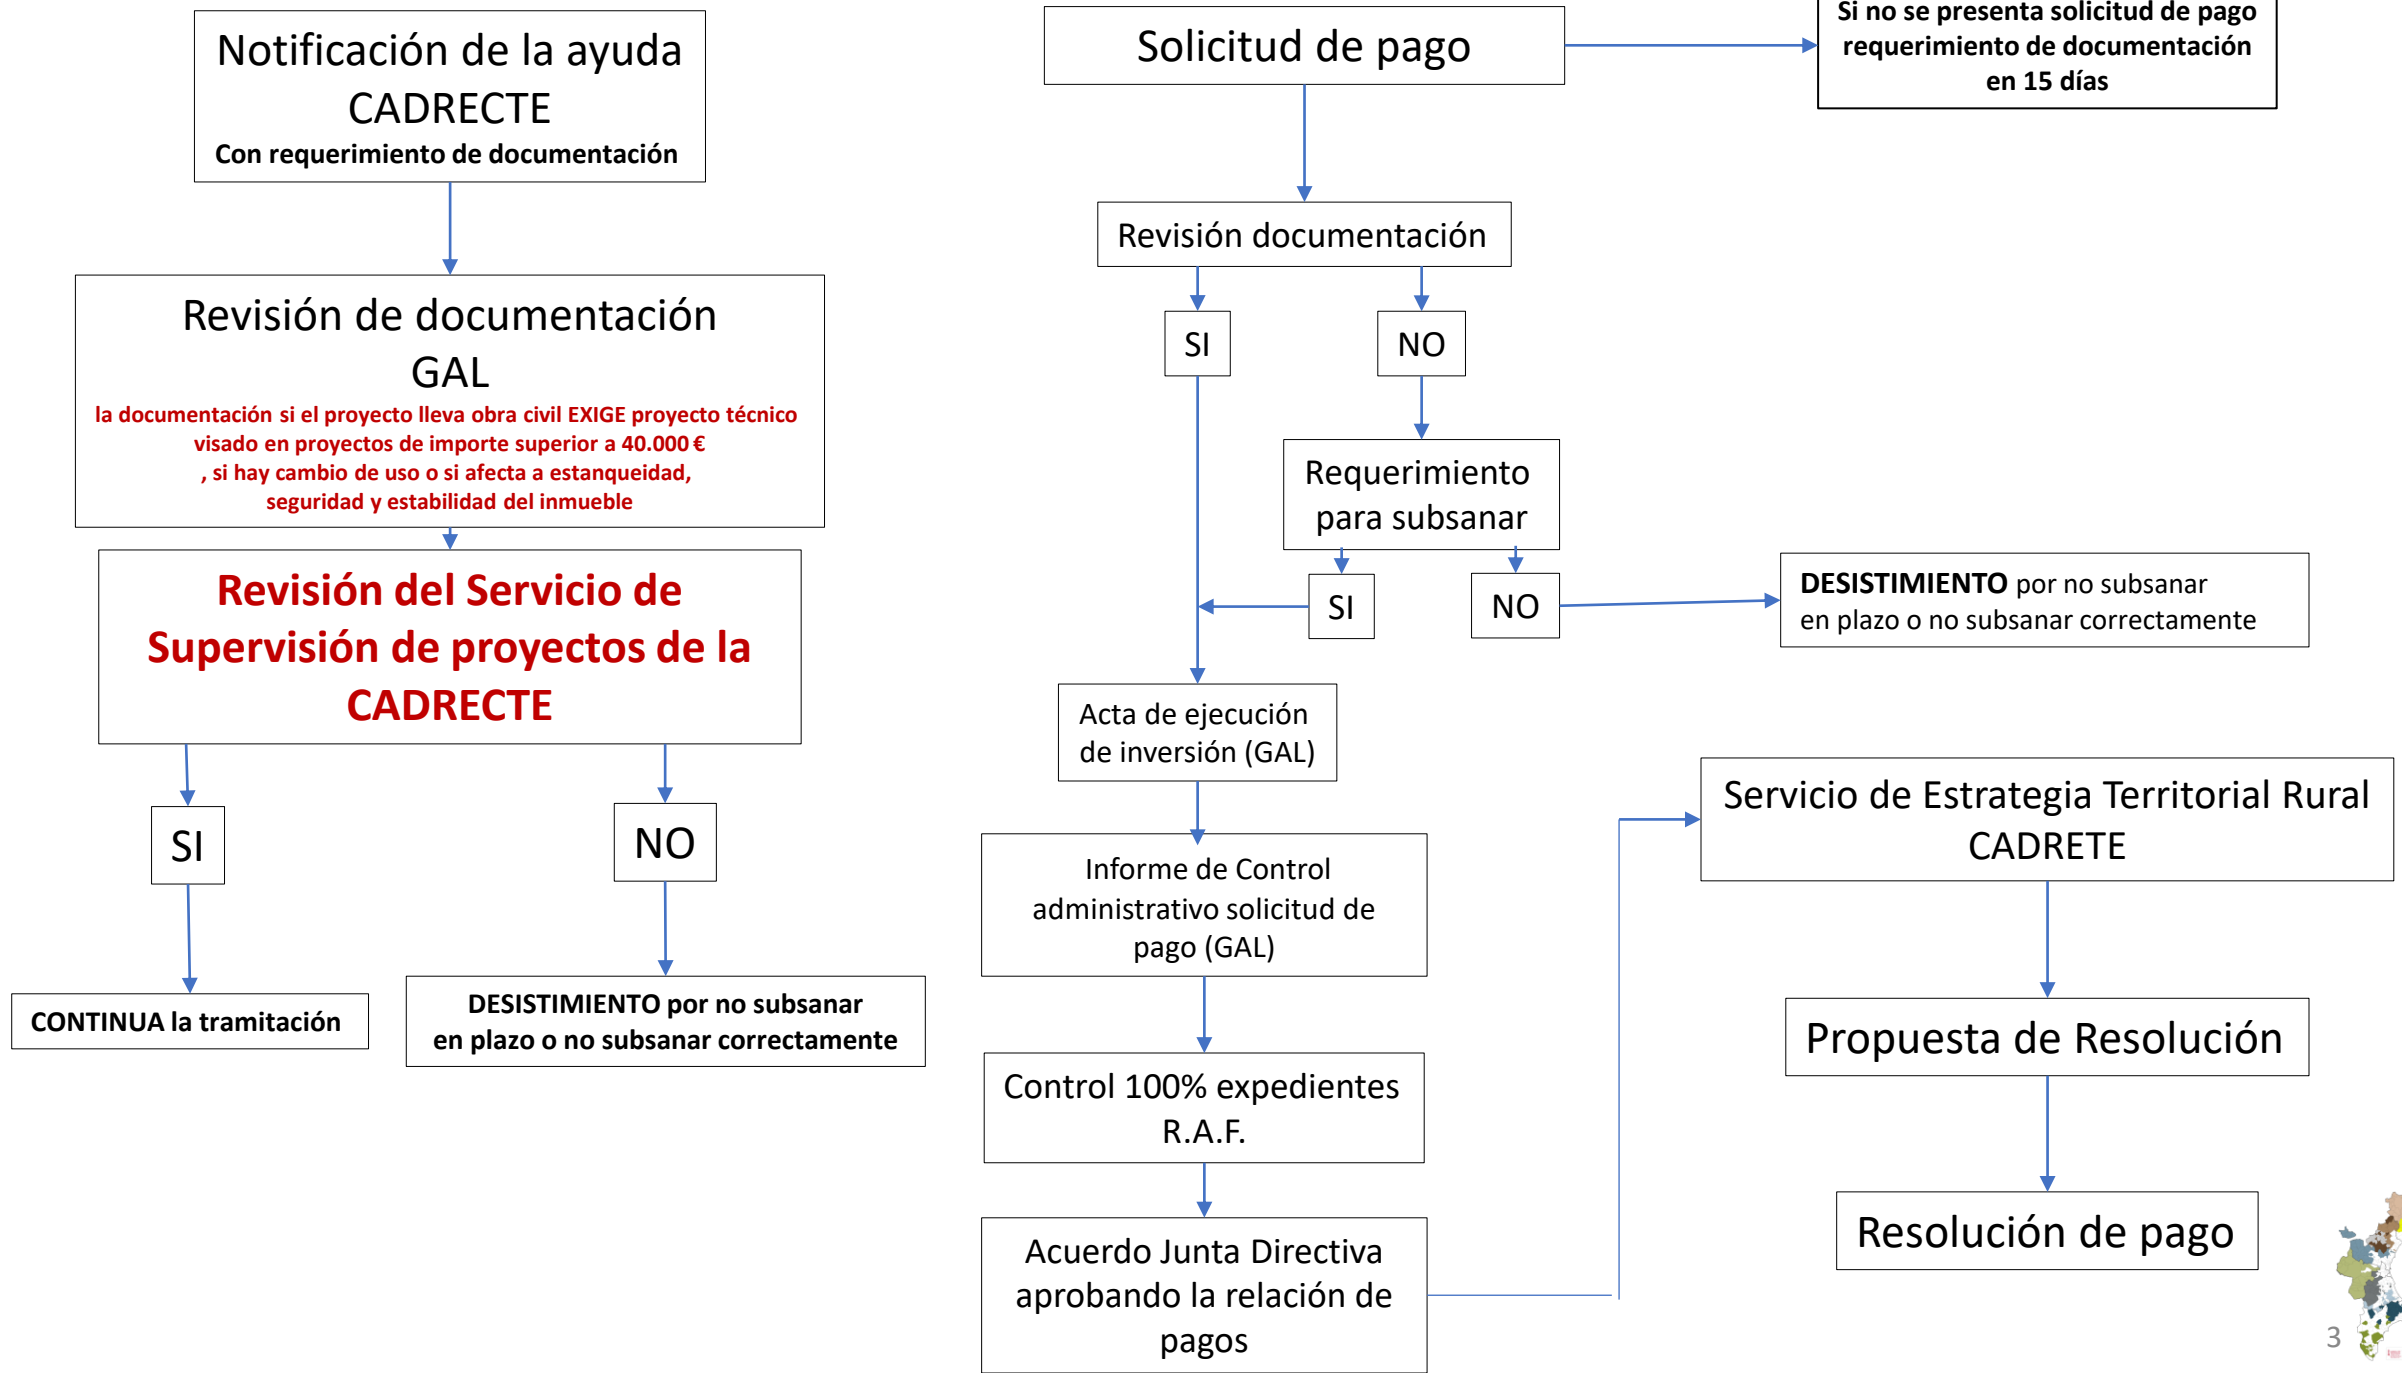 Notificación de la ayuda
CADRECTE
Con requerimiento de documentación
Revisión de documentación
GAL
la documentación si el proyecto lleva obra civil EXIGE proyecto técnico
visado en proyectos de importe superior a 40.000 €
, si hay cambio de uso o si afecta a estanqueidad,
seguridad y estabilidad del inmueble
Revisión del Servicio de
Supervisión de proyectos de la
CADRECTE
SI
NO
CONTINUA la tramitación
DESISTIMIENTO por no subsanar
en plazo o no subsanar correctamente
Solicitud de pago
Si no se presenta solicitud de pago
requerimiento de documentación
en 15 días
Revisión documentación
SI
NO
Requerimiento
para subsanar
SI
NO
DESISTIMIENTO por no subsanar
en plazo o no subsanar correctamente
Acta de ejecución
de inversión (GAL)
Informe de Control
administrativo solicitud de
pago (GAL)
Control 100% expedientes
R.A.F.
Acuerdo Junta Directiva
aprobando la relación de
pagos
Servicio de Estrategia Territorial Rural
CADRETE
Propuesta de Resolución
Resolución de pago
3